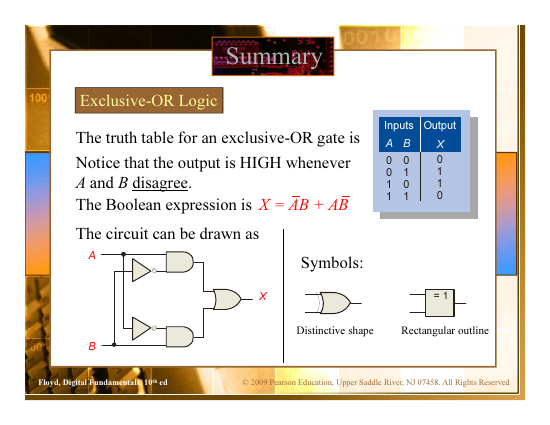 Summary
Exclusive-OR Logic
The truth table for an exclusive-OR gate is
Notice that the output is HIGH whenever
A and B disagree.
The Boolean expression is X = A̅B + AB̅
Inputs Output
A B X
0 0 0
0 1 1
1 0 1
1 1 0
The circuit can be drawn as
A
X
B
Symbols:
= 1
Distinctive shape Rectangular outline
Floyd, Digital Fundamentals, 10th ed © 2009 Pearson Education, Upper Saddle River, NJ 07458. All Rights Reserved